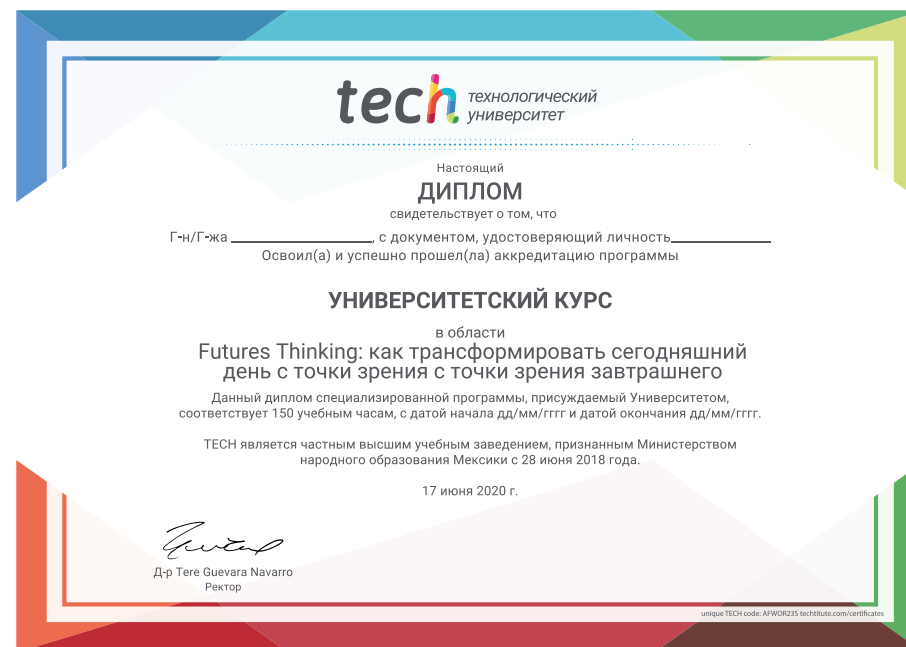 tech технологический
университет
Настоящий
ДИПЛОМ
свидетельствует о том, что
Г-н/Г-жа ____________________, с документом, удостоверяющий личность______________
Освоил(а) и успешно прошел(ла) аккредитацию программы
УНИВЕРСИТЕТСКИЙ КУРС
в области
Futures Thinking: как трансформировать сегодняшний
день с точки зрения с точки зрения завтрашнего
Данный диплом специализированной программы, присуждаемый Университетом,
соответствует 150 учебным часам, с датой начала дд/мм/гггг и датой окончания дд/мм/гггг.
TECH является частным высшим учебным заведением, признанным Министерством
народного образования Мексики с 28 июня 2018 года.
17 июня 2020 г.
Д-р Tere Guevara Navarro
Ректор
unique TECH code: AFWOR23S techtitute.com/certificates